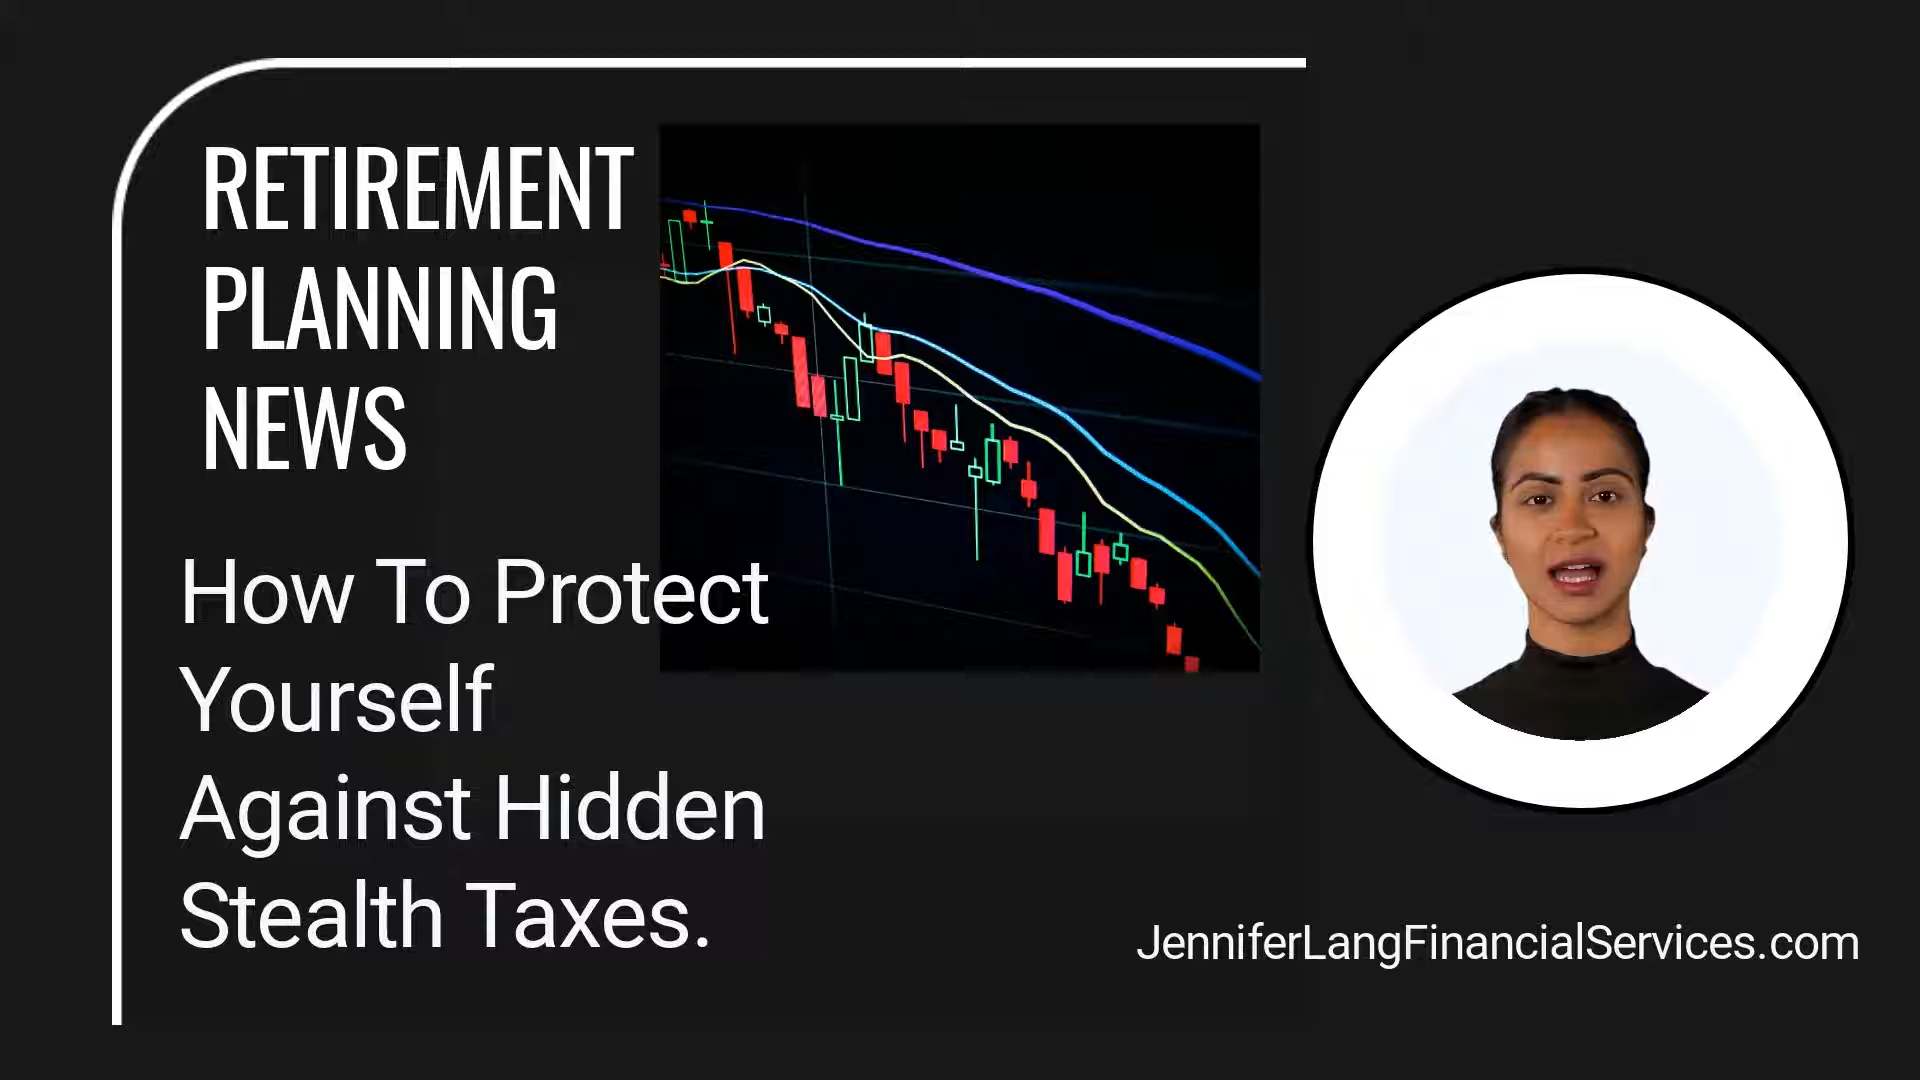 RETIREMENT
PLANNING
NEWS
How To Protect
Yourself
Against Hidden
Stealth Taxes.
JenniferLangFinancialServices.com